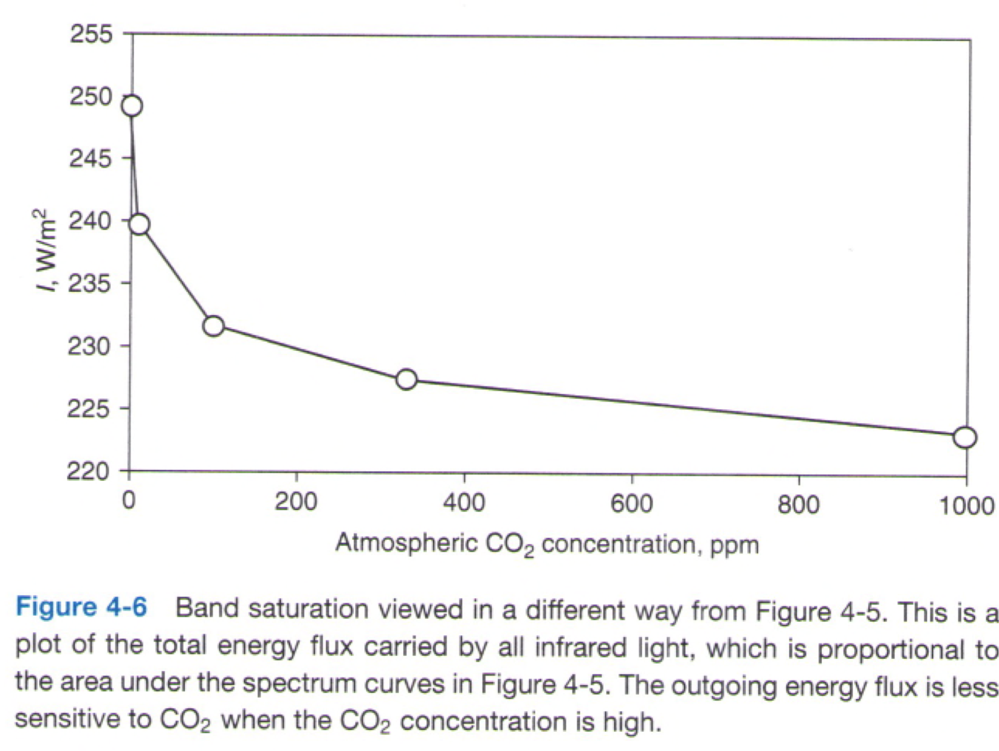 255
250
245
240
235
230
225
220
I, W/m²
0 200 400 600 800 1000
Atmospheric CO₂ concentration, ppm
Figure 4-6 Band saturation viewed in a different way from Figure 4-5. This is a
plot of the total energy flux carried by all infrared light, which is proportional to
the area under the spectrum curves in Figure 4-5. The outgoing energy flux is less
sensitive to CO₂ when the CO₂ concentration is high.